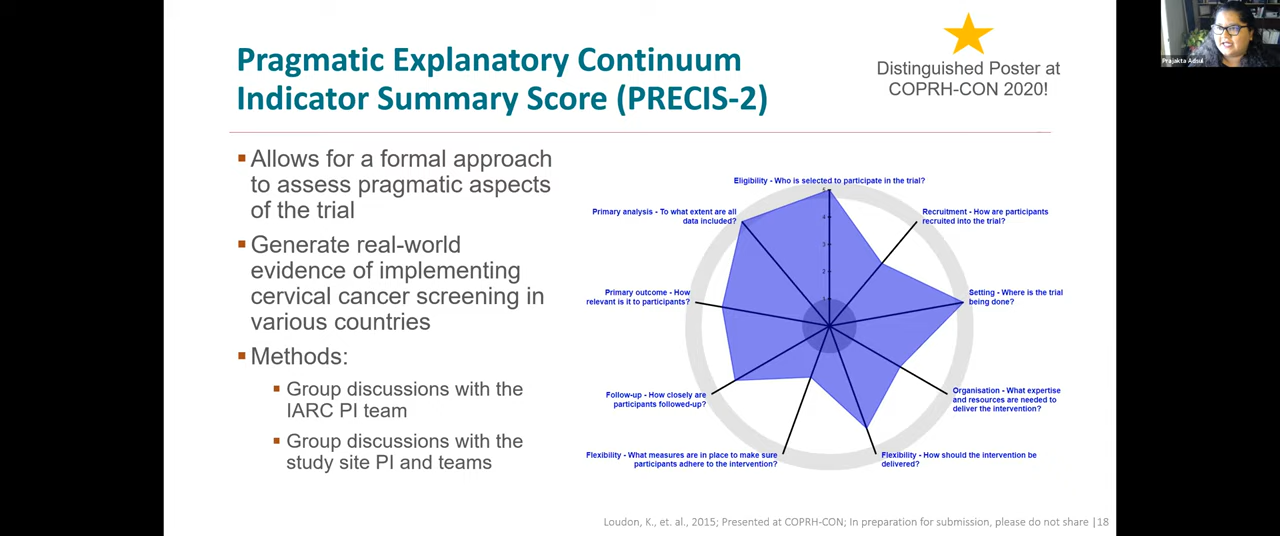 Pragmatic Explanatory Continuum
Indicator Summary Score (PRECIS-2)
Distinguished Poster at
COPRH-CON 2020!
Prajakta Adsul
▪ Allows for a formal approach
to assess pragmatic aspects
of the trial
▪ Generate real-world
evidence of implementing
cervical cancer screening in
various countries
▪ Methods:
▪ Group discussions with the
IARC PI team
▪ Group discussions with the
study site PI and teams
Eligibility - Who is selected to participate in the trial?
Recruitment - How are participants
recruited into the trial?
Setting - Where is the trial
being done?
Organisation - What expertise
and resources are needed to
deliver the intervention?
Flexibility - How should the intervention be
delivered?
Flexibility - What measures are in place to make sure
participants adhere to the intervention?
Follow-up - How closely are
participants followed-up?
Primary outcome - How
relevant is it to participants?
Primary analysis - To what extent are all
data included?
5
4
3
2
1
Loudon, K., et. al., 2015; Presented at COPRH-CON; In preparation for submission, please do not share |18